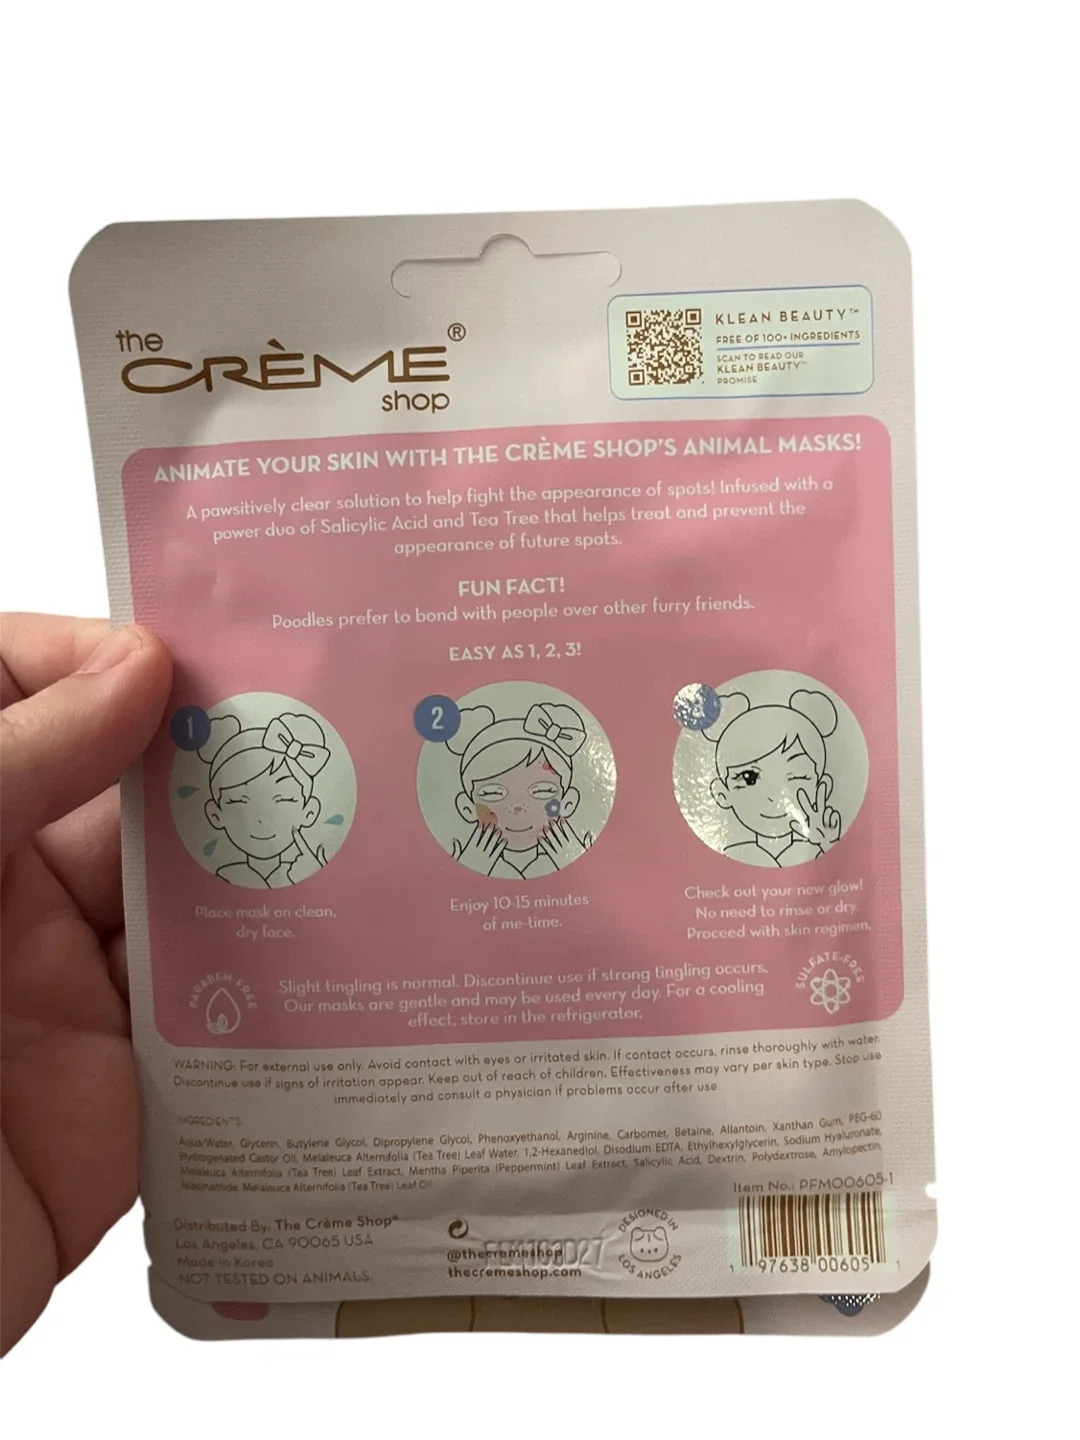 the
CRÈME®
shop
KLEAN BEAUTY™
FREE OF 100+ INGREDIENTS
SCAN TO READ OUR
KLEAN BEAUTY™
PROMISE
ANIMATE YOUR SKIN WITH THE CRÈME SHOP'S ANIMAL MASKS!
A pawsitively clear solution to help fight the appearance of spots! Infused with a
power duo of Salicylic Acid and Tea Tree that helps treat and prevent the
appearance of future spots.
FUN FACT!
Poodles prefer to bond with people over other furry friends.
EASY AS 1, 2, 3!
1
2
Place mask on clean,
dry face.
Enjoy 10-15 minutes
of me-time.
Check out your new glow!
No need to rinse or dry.
Proceed with skin regimen.
PARABEN FREE
Slight tingling is normal. Discontinue use if strong tingling occurs.
Our masks are gentle and may be used every day. For a cooling
effect, store in the refrigerator.
SULFATE-FREE
WARNING: For external use only. Avoid contact with eyes or irritated skin. If contact occurs, rinse thoroughly with water.
Discontinue use if signs of irritation appear. Keep out of reach of children. Effectiveness may vary per skin type. Stop use
immediately and consult a physician if problems occur after use.
INGREDIENTS:
Aqua/Water, Glycerin, Butylene Glycol, Dipropylene Glycol, Phenoxyethanol, Arginine, Carbomer, Betaine, Allantoin, Xanthan Gum, PEG-60
Hydrogenated Castor Oil, Melaleuca Alternifolia (Tea Tree) Leaf Water, 1,2-Hexanediol, Disodium EDTA, Ethylhexylglycerin, Sodium Hyaluronate,
Melaleuca Alternifolia (Tea Tree) Leaf Extract, Mentha Piperita (Peppermint) Leaf Extract, Salicylic Acid, Dextrin, Polydextrose, Amylopectin,
Niacinamide, Melaleuca Alternifolia (Tea Tree) Leaf Oil
Item No.: PFM00605-1
Distributed By: The Crème Shop®
Los Angeles, CA 90065 USA
Made in Korea
NOT TESTED ON ANIMALS.
@thecremeshop
thecremeshop.com
DESIGNED IN
LOS ANGELES
1 97638 00605 1